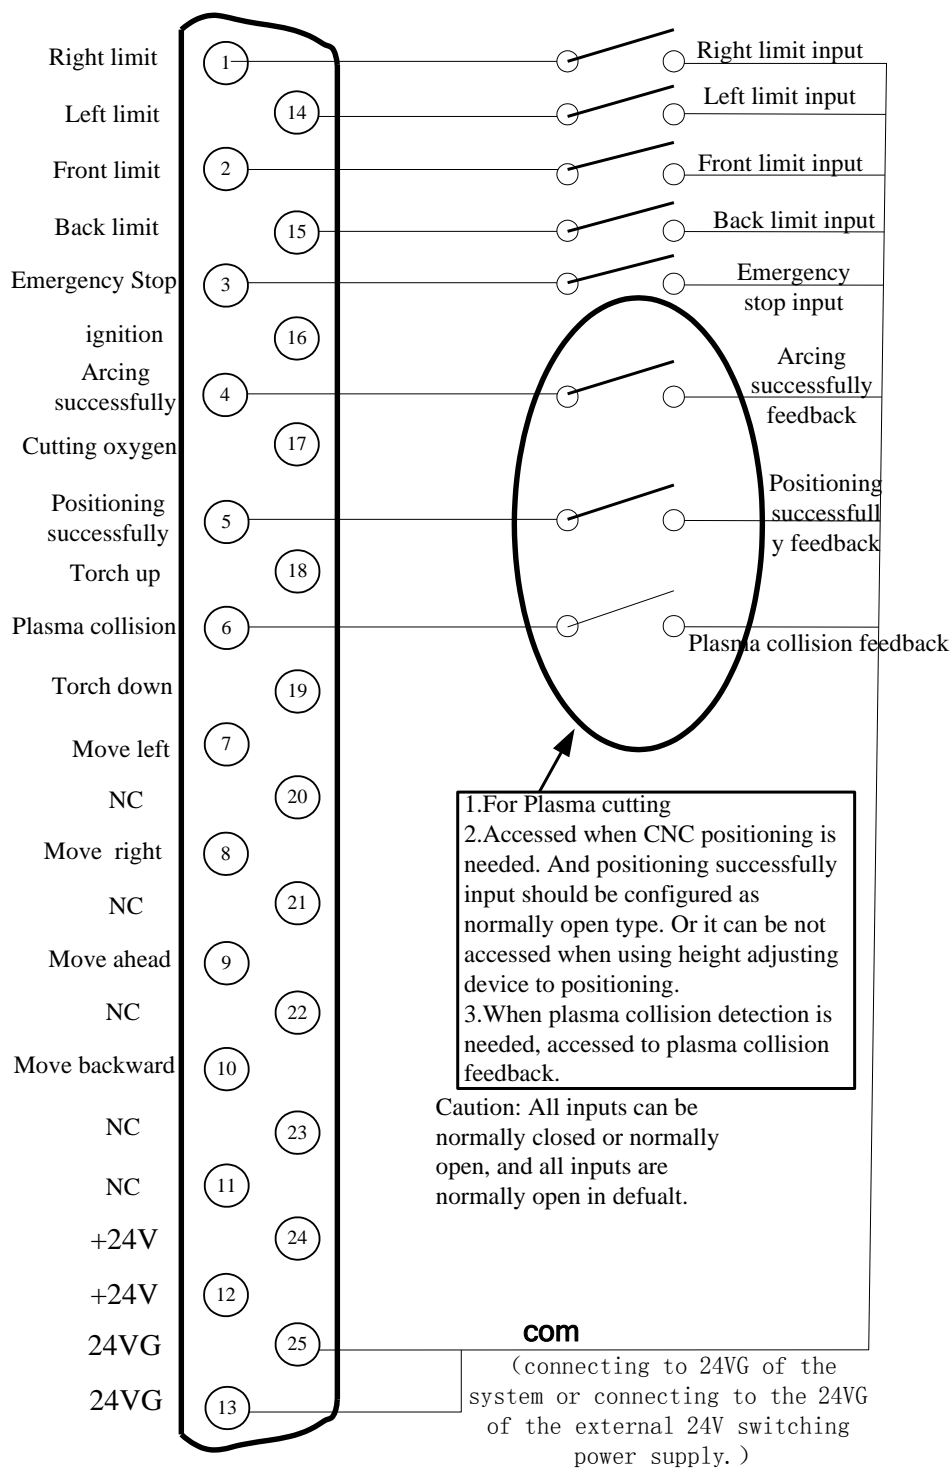 Right limit
1
Right limit input
Left limit
14
Left limit input
Front limit
2
Front limit input
Back limit
15
Back limit input
Emergency Stop
3
Emergency
stop input
ignition
16
Arcing
successfully
4
Arcing
successfully
feedback
Cutting oxygen
17
Positioning
successfully
5
Positioning
successfull
y feedback
Torch up
18
Plasma collision
6
Plasma collision feedback
Torch down
19
Move left
7
NC
20
Move right
8
NC
21
Move ahead
9
NC
22
Move backward
10
NC
23
NC
11
+24V
24
+24V
12
24VG
25
24VG
13
1.For Plasma cutting
2.Accessed when CNC positioning is
needed. And positioning successfully
input should be configured as
normally open type. Or it can be not
accessed when using height adjusting
device to positioning.
3.When plasma collision detection is
needed, accessed to plasma collision
feedback.
Caution: All inputs can be
normally closed or normally
open, and all inputs are
normally open in defualt.
com
（connecting to 24VG of the
system or connecting to the 24VG
of the external 24V switching
power supply.）